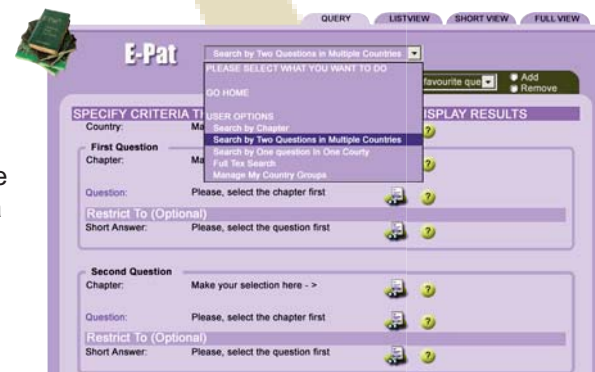 QUERY LISTVIEW SHORT VIEW FULL VIEW
E-Pat
Search by Two Questions in Multiple Countries
PLEASE SELECT WHAT YOU WANT TO DO
favourite que
Add
Remove
GO HOME
SPECIFY CRITERIA T
USER OPTIONS
ISPLAY RESULTS
Country: Ma
Search by Chapter
Search by Two Questions in Multiple Countries
First Question
Search by One question In One Courty
Chapter: Ma
Full Tex Search
Manage My Country Groups
Question: Please, select the chapter first
Restrict To (Optional)
Short Answer: Please, select the question first
Second Question
Chapter: Make your selection here - >
Question: Please, select the chapter first
Restrict To (Optional)
Short Answer: Please, select the question first